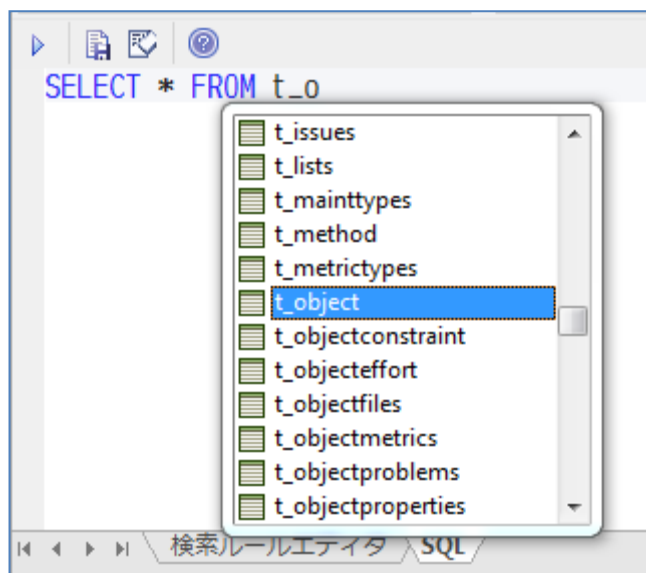 SELECT * FROM t_o
t_issues
t_lists
t_mainttypes
t_method
t_metrictypes
t_object
t_objectconstraint
t_objecteffort
t_objectfiles
t_objectmetrics
t_objectproblems
t_objectproperties
検索ルールエディタ SQL